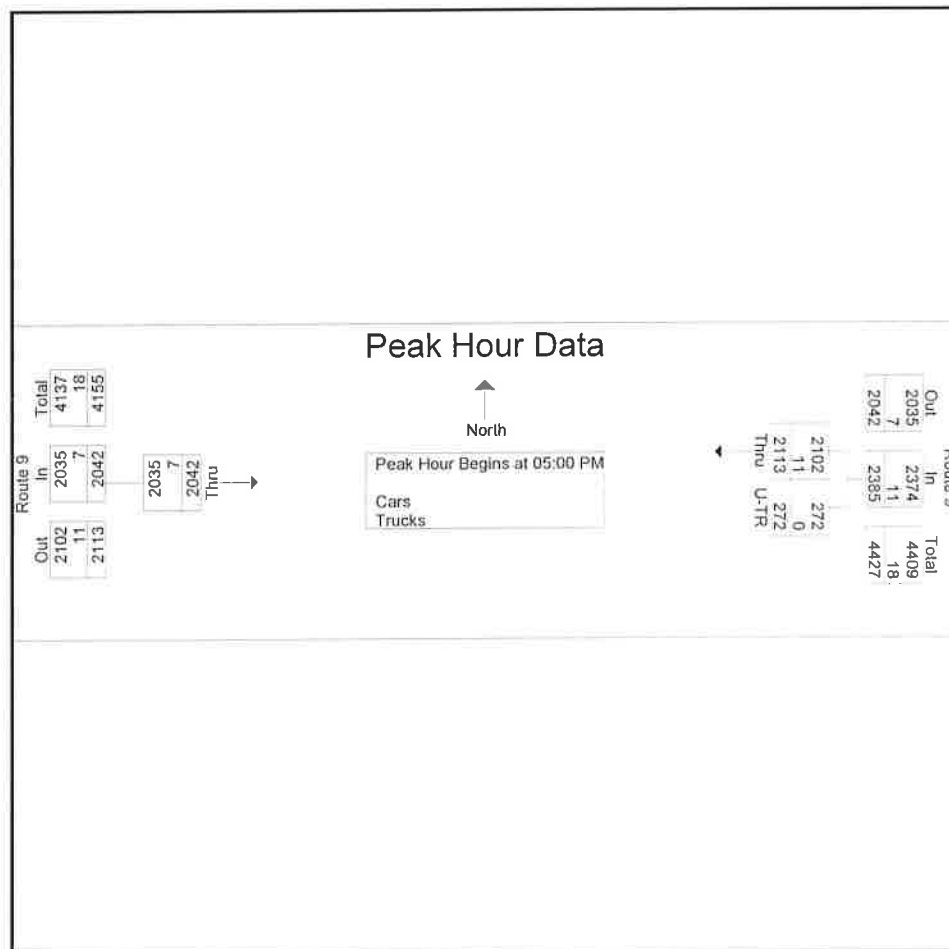 Peak Hour Data
North
Peak Hour Begins at 05:00 PM
Cars
Trucks
Route 9
Out In Total
2102 2035 4137
11 7 18
2113 2042 4155
2035
7
2042
Thru
Out In Total
2035 2374 4409
7 11 18
2042 2385 4427
2102 272
11 0
2113 272
Thru U-TR